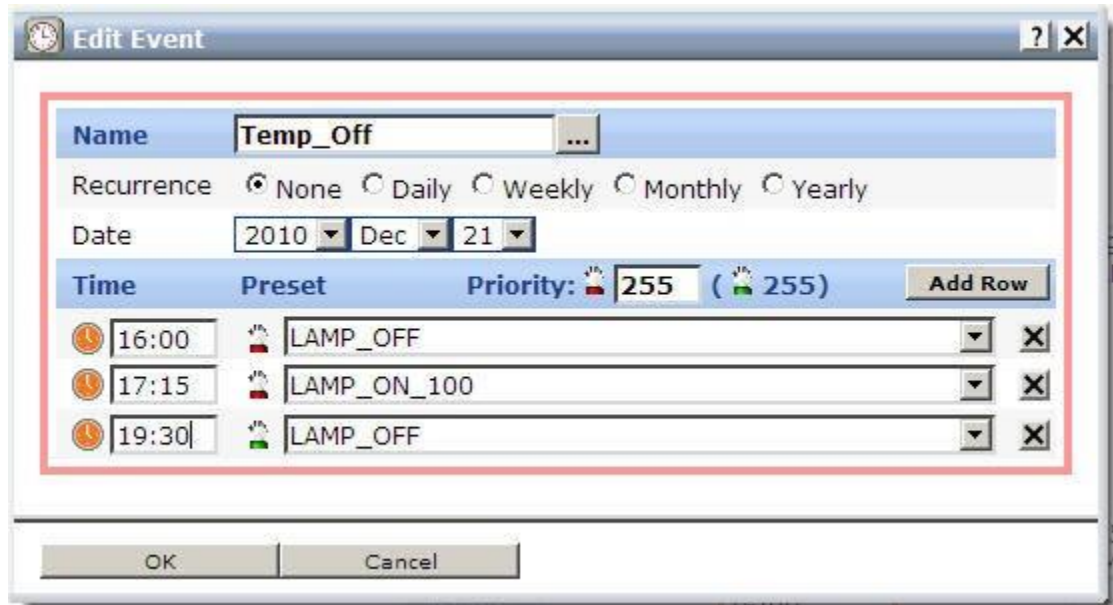 Edit Event ? X
Name Temp_Off ...
Recurrence None Daily Weekly Monthly Yearly
Date 2010 Dec 21
Time Preset Priority: 255 ( 255) Add Row
16:00 LAMP_OFF X
17:15 LAMP_ON_100 X
19:30 LAMP_OFF X
OK Cancel